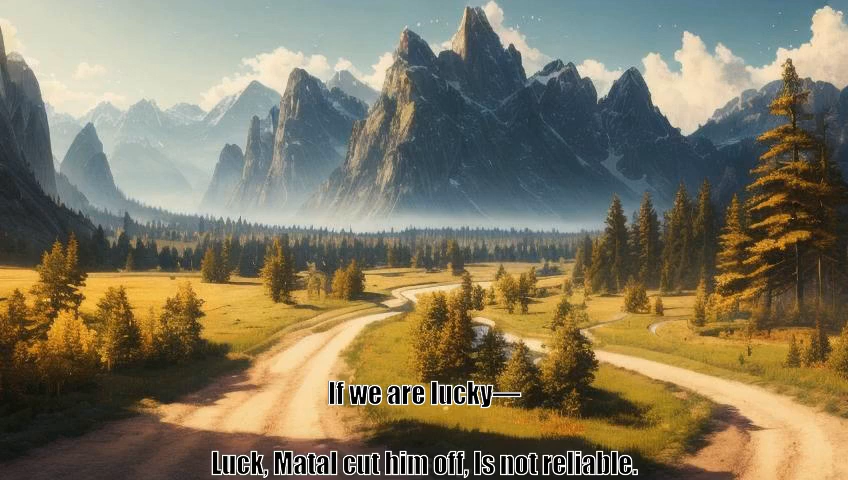 If we are lucky—
Luck, Matal cut him off, Is not reliable.